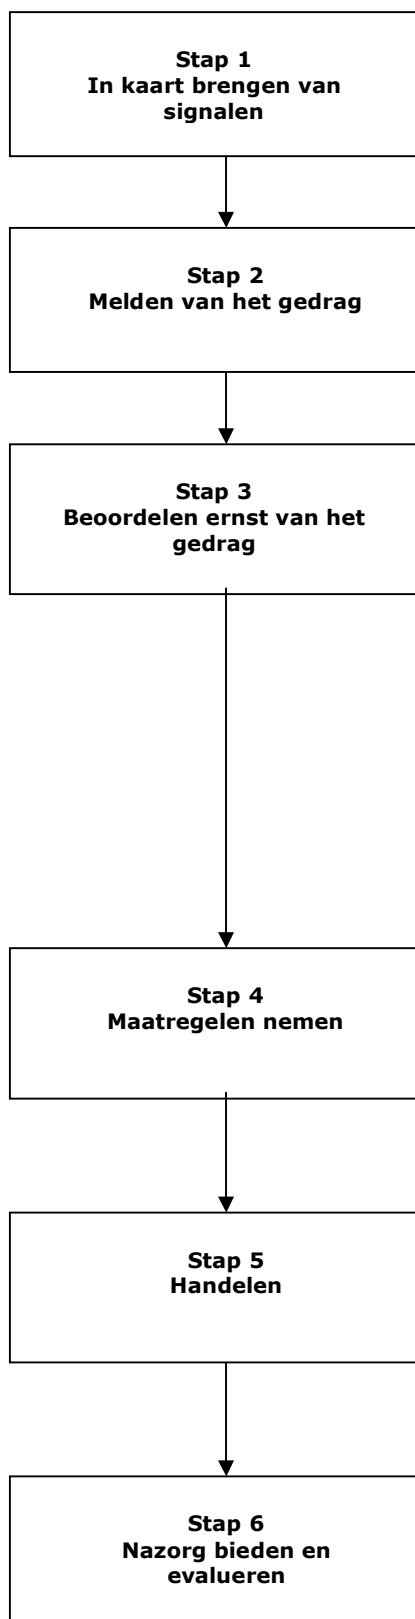 Stap 1
In kaart brengen van
signalen
Stap 2
Melden van het gedrag
Stap 3
Beoordelen ernst van het
gedrag
Stap 4
Maatregelen nemen
Stap 5
Handelen
Stap 6
Nazorg bieden en
evalueren